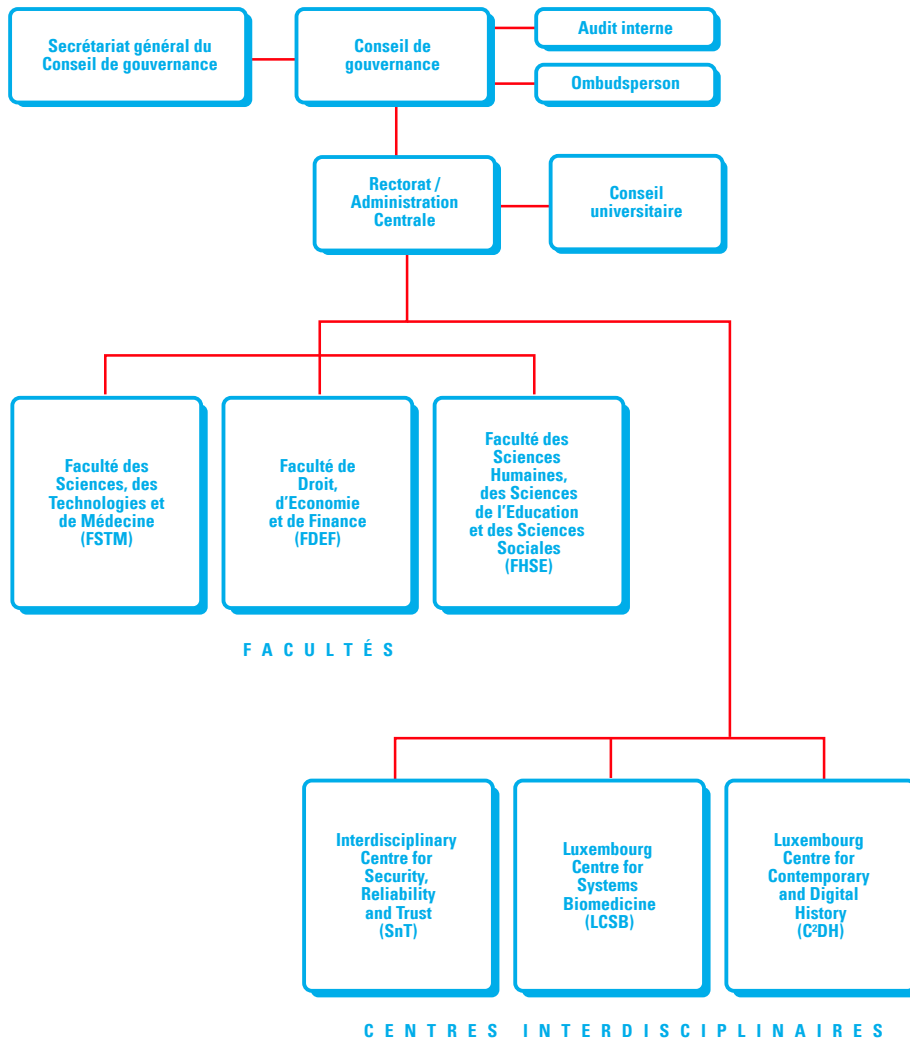 Secrétariat général du
Conseil de gouvernance
Conseil de
gouvernance
Audit interne
Ombudsperson
Rectorat /
Administration
Centrale
Conseil
universitaire
Faculté des
Sciences, des
Technologies et
de Médecine
(FSTM)
Faculté de
Droit,
d'Economie
et de Finance
(FDEF)
Faculté des
Sciences
Humaines,
des Sciences
de l'Education
et des Sciences
Sociales
(FHSE)
FACULTÉS
Interdisciplinary
Centre for
Security,
Reliability
and Trust
(SnT)
Luxembourg
Centre for
Systems
Biomedicine
(LCSB)
Luxembourg
Centre for
Contemporary
and Digital
History
(C²DH)
CENTRES INTERDISCIPLINAIRES